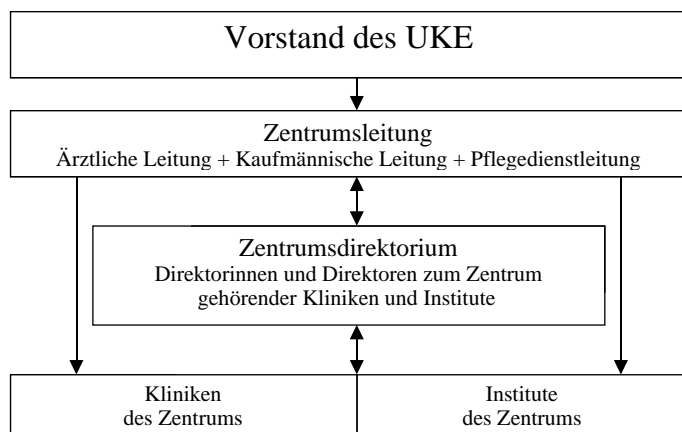 Vorstand des UKE
Zentrumsleitung
Ärztliche Leitung + Kaufmännische Leitung + Pflegedienstleitung
Zentrumsdirektorium
Direktorinnen und Direktoren zum Zentrum
gehörender Kliniken und Institute
Kliniken
des Zentrums
Institute
des Zentrums